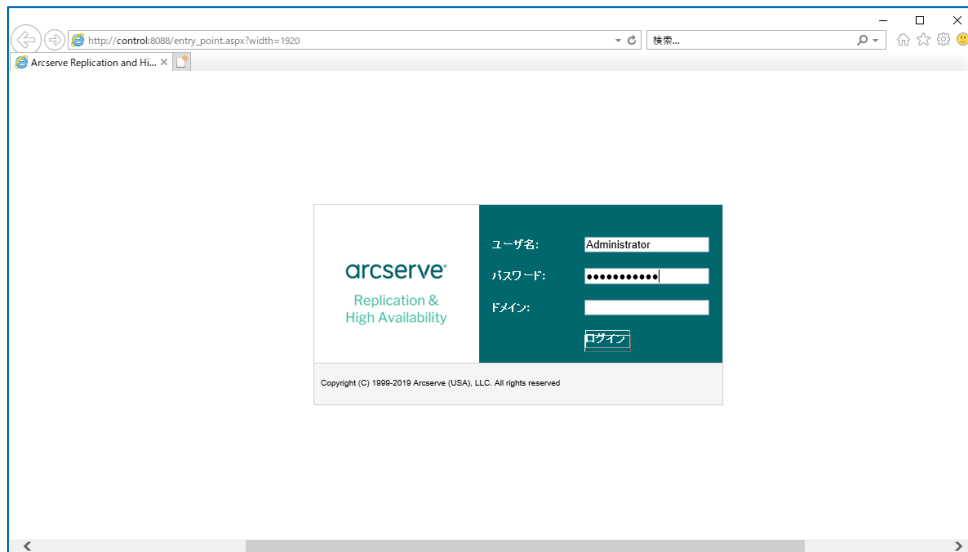 http://control:8088/entry_point.aspx?width=1920
検索...
Arcserve Replication and Hi...
ユーザ名:
Administrator
arcserve
パスワード:
●●●●●●●●●●●
Replication &
High Availability
ドメイン:
ログイン
Copyright (C) 1999-2019 Arcserve (USA), LLC. All rights reserved